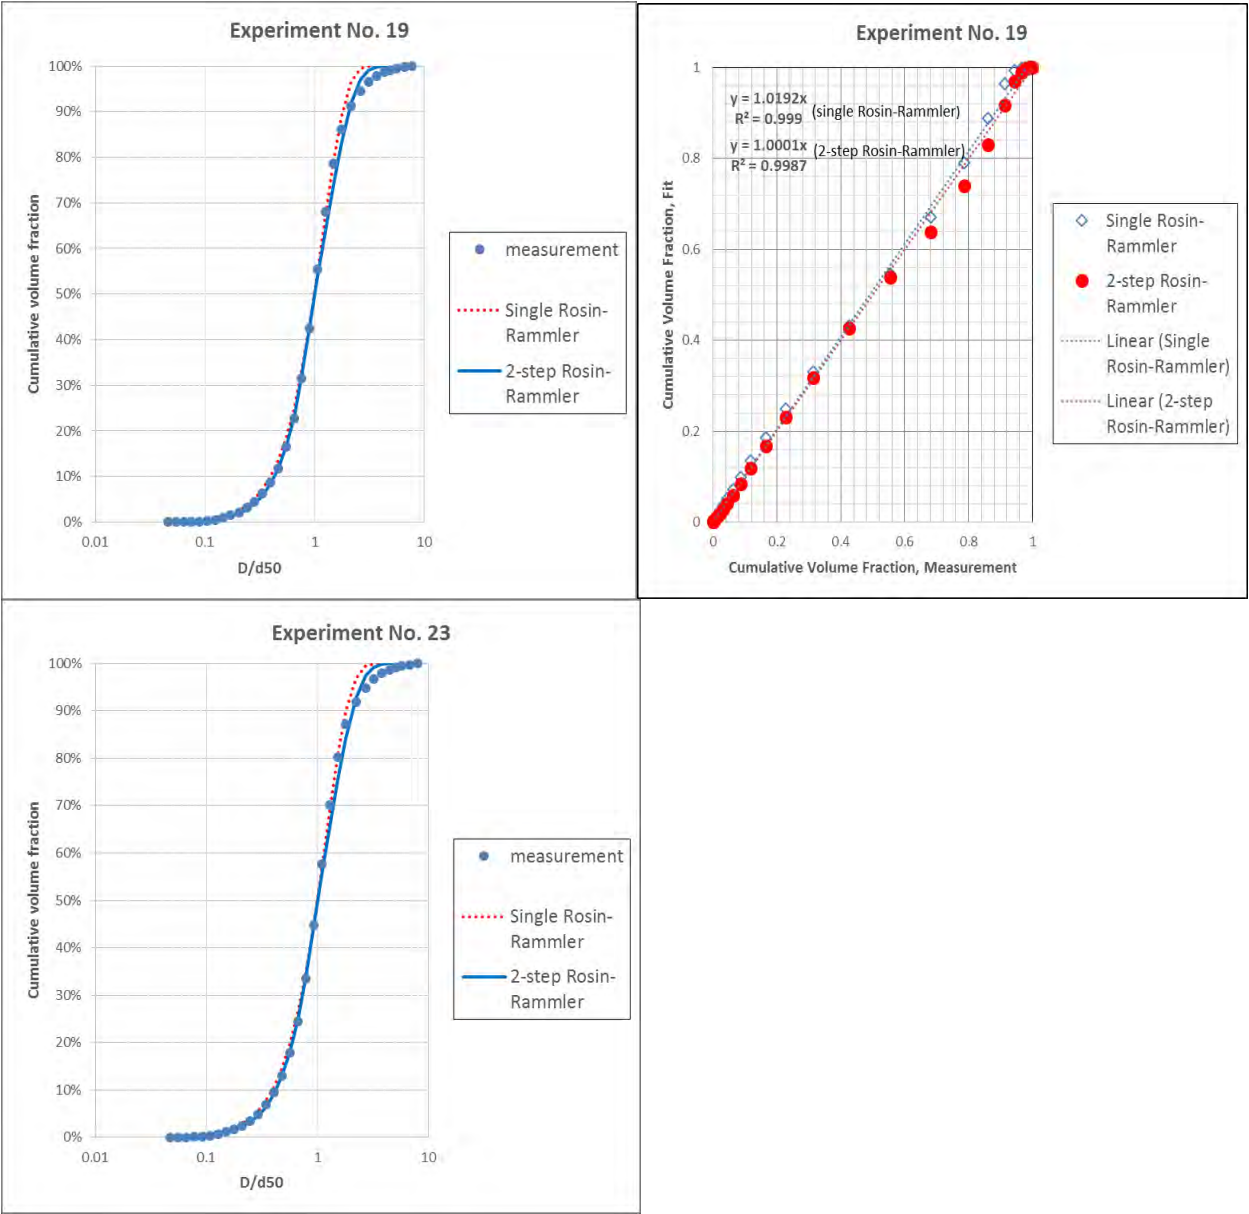 Experiment No. 19
100%
90%
80%
70%
60%
50%
40%
30%
20%
10%
0%
0.01
0.1
1
10
Cumulative volume fraction
D/d50
measurement
Single Rosin-
Rammler
2-step Rosin-
Rammler
Experiment No. 19
y = 1.0192x
R² = 0.999
(single Rosin-Rammler)
y = 1.0001x
R² = 0.9987
(2-step Rosin-Rammler)
1
0.8
0.6
0.4
0.2
0
0
0.2
0.4
0.6
0.8
1
Cumulative Volume Fraction, Fit
Cumulative Volume Fraction, Measurement
Single Rosin-
Rammler
2-step Rosin-
Rammler
Linear (Single
Rosin-Rammler)
Linear (2-step
Rosin-Rammler)
Experiment No. 23
100%
90%
80%
70%
60%
50%
40%
30%
20%
10%
0%
0.01
0.1
1
10
Cumulative volume fraction
D/d50
measurement
Single Rosin-
Rammler
2-step Rosin-
Rammler